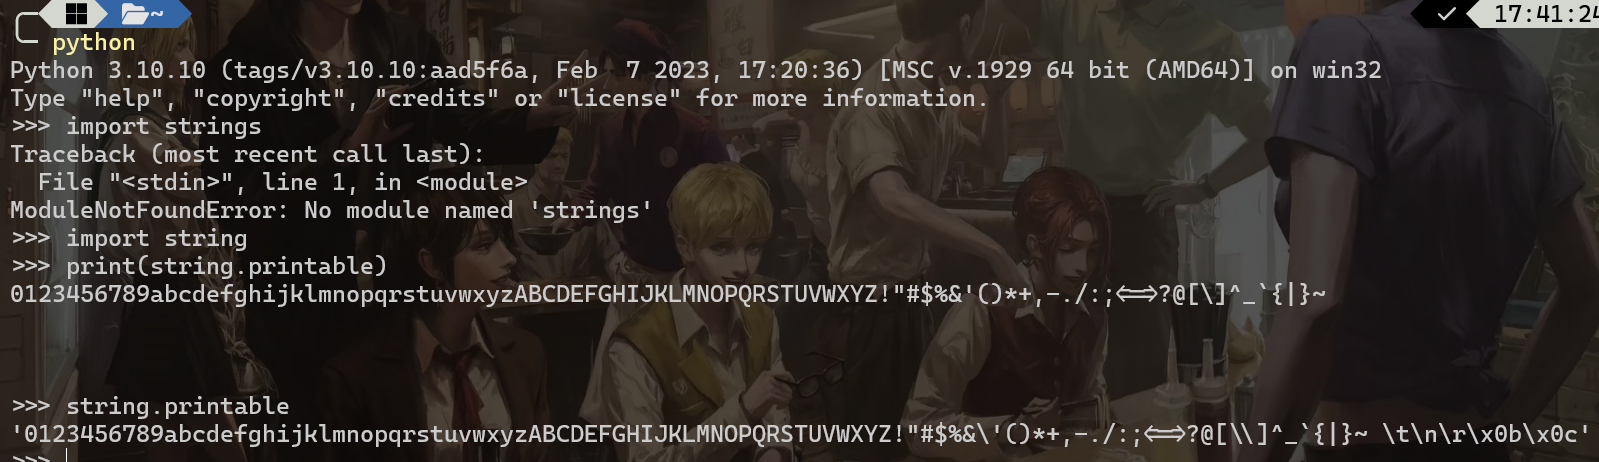 ~ 17:41:24
python
Python 3.10.10 (tags/v3.10.10:aad5f6a, Feb  7 2023, 17:20:36) [MSC v.1929 64 bit (AMD64)] on win32
Type "help", "copyright", "credits" or "license" for more information.
>>> import strings
Traceback (most recent call last):
  File "<stdin>", line 1, in <module>
ModuleNotFoundError: No module named 'strings'
>>> import string
>>> print(string.printable)
0123456789abcdefghijklmnopqrstuvwxyzABCDEFGHIJKLMNOPQRSTUVWXYZ!"#$%&'()*+,-./:;<=>?@[\]^_`{|}~
>>> string.printable
'0123456789abcdefghijklmnopqrstuvwxyzABCDEFGHIJKLMNOPQRSTUVWXYZ!"#$%&\'()*+,-./:;<=>?@[\\]^_`{|}~ \t\n\r\x0b\x0c'
>>>